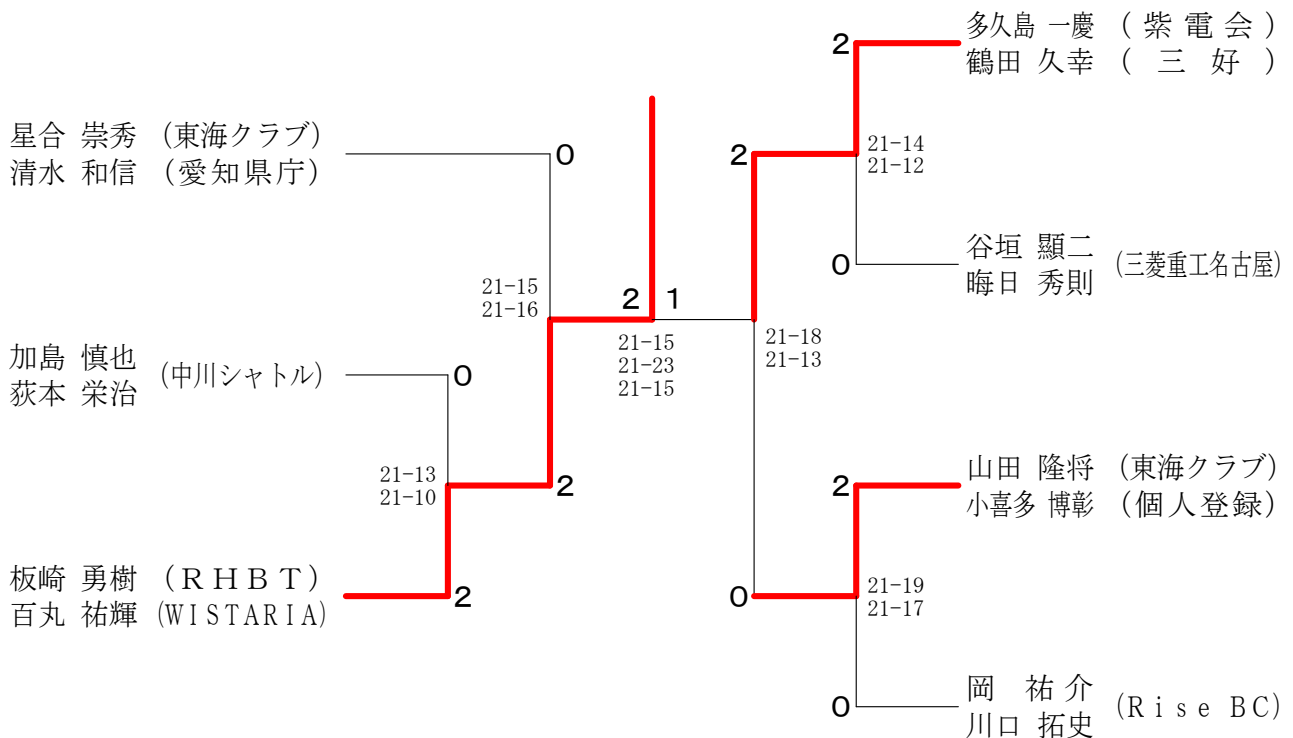 星合 崇秀 (東海クラブ)
清水 和信 (愛知県庁)
0
21-15
21-16
加島 慎也
荻本 栄治
(中川シャトル)
0
21-13
21-10
2
板崎 勇樹 (RHBT)
百丸 祐輝 (WISTARIA)
2
2 1
21-15
21-23
21-15
多久島 一慶 (紫電会)
鶴田 久幸 (三好)
2
2
21-14
21-12
谷垣 顯二
晦日 秀則
(三菱重工名古屋)
0
21-18
21-13
山田 隆将 (東海クラブ)
小喜多 博彰 (個人登録)
2
0
21-19
21-17
岡 祐介
川口 拓史
(Rise BC)
0